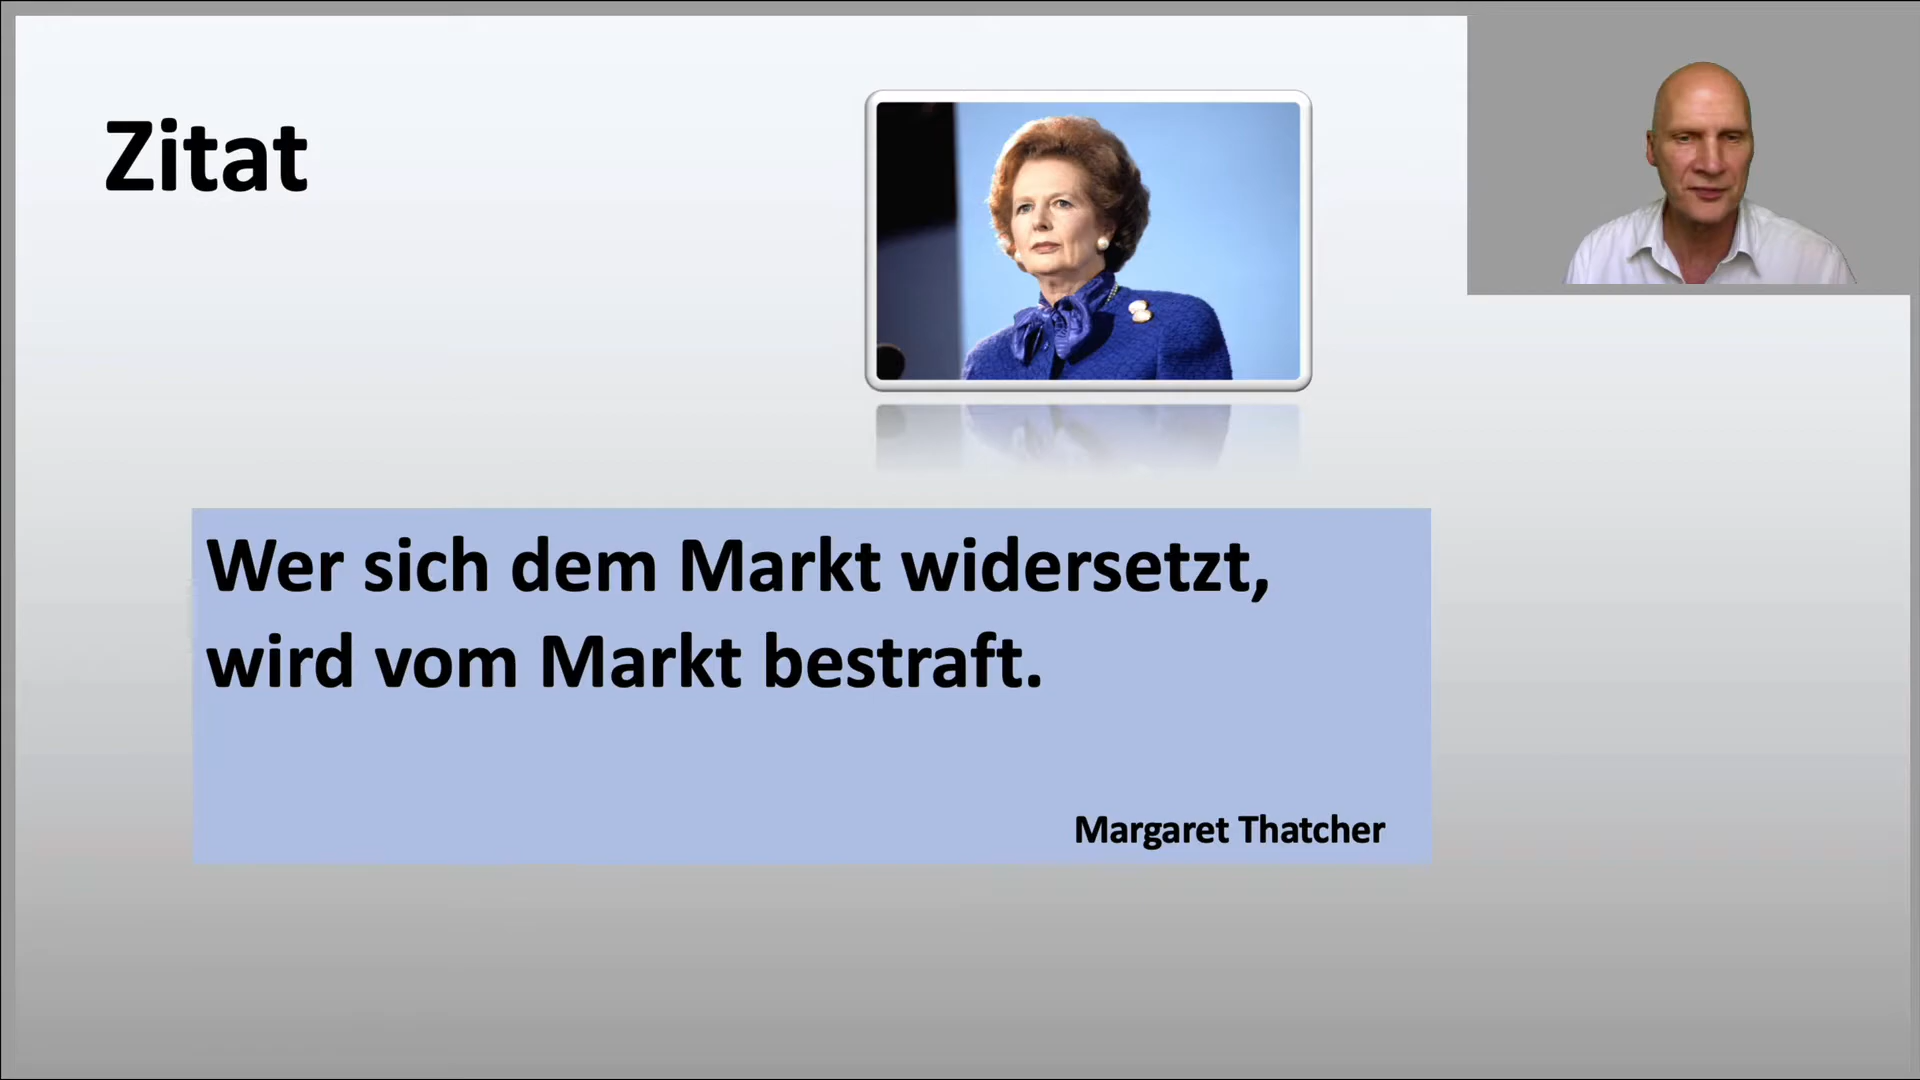 Zitat
Wer sich dem Markt widersetzt,
wird vom Markt bestraft.
Margaret Thatcher